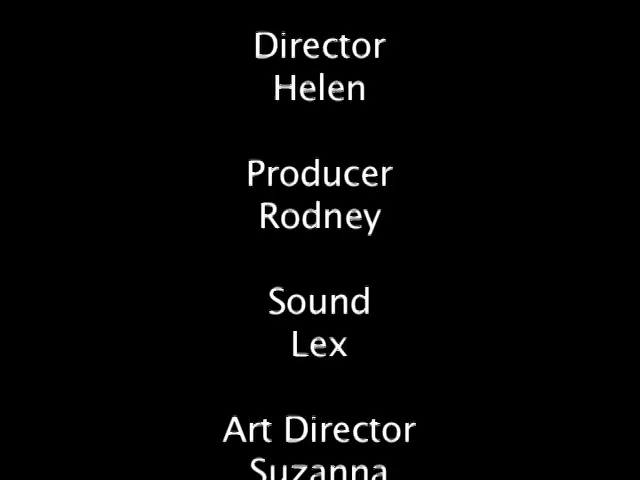 Director
Helen
Producer
Rodney
Sound
Lex
Art Director
Suzanna